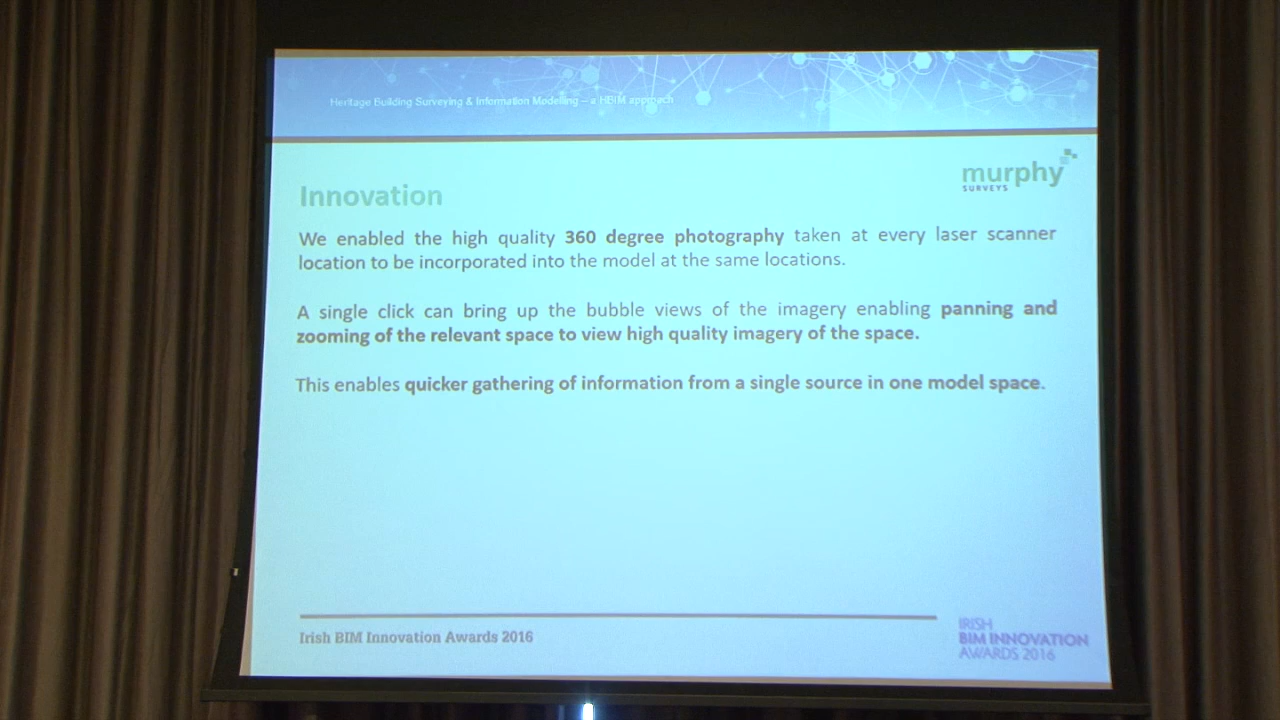 Heritage Building Surveying & Information Modelling – a HBIM approach
murphy
SURVEYS
Innovation
We enabled the high quality 360 degree photography taken at every laser scanner
location to be incorporated into the model at the same locations.
A single click can bring up the bubble views of the imagery enabling panning and
zooming of the relevant space to view high quality imagery of the space.
This enables quicker gathering of information from a single source in one model space.
Irish BIM Innovation Awards 2016
IRISH
BIM INNOVATION
AWARDS 2016